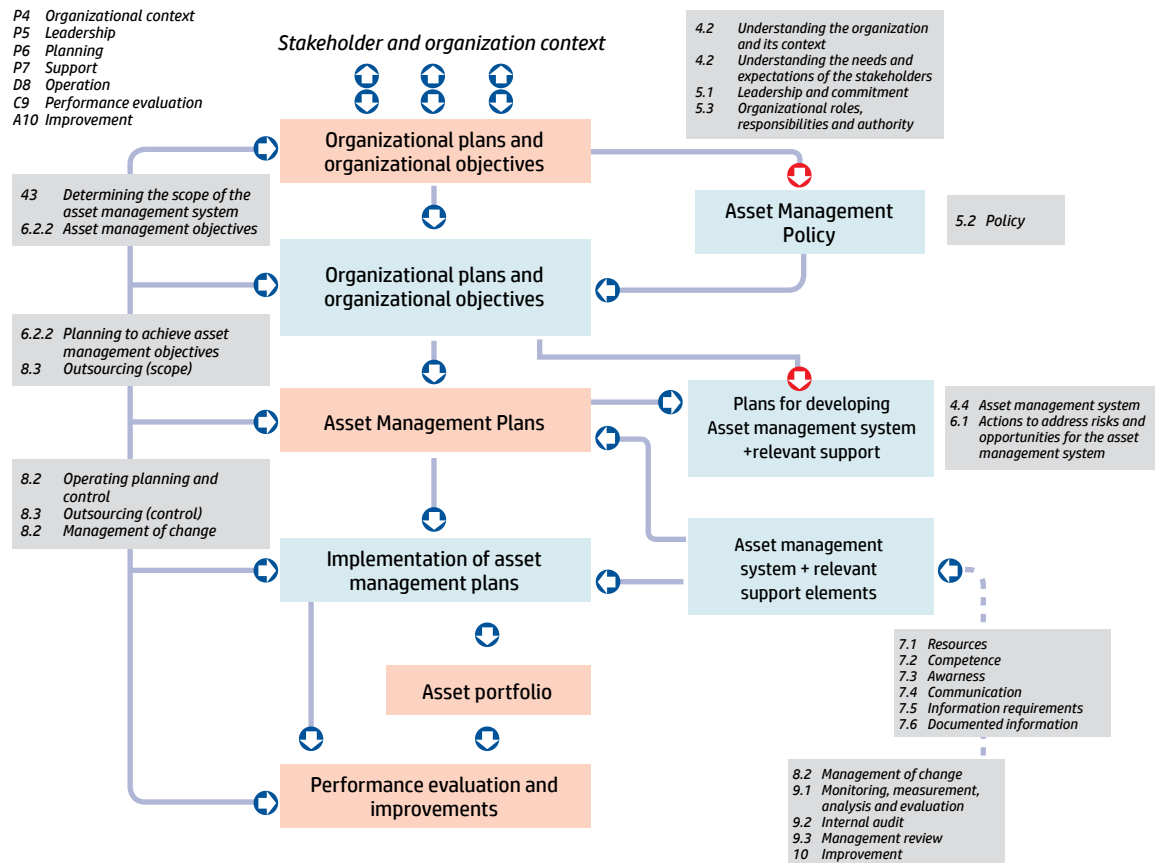 P4 Organizational context
P5 Leadership
P6 Planning
P7 Support
D8 Operation
C9 Performance evaluation
A10 Improvement
Stakeholder and organization context
4.2 Understanding the organization
and its context
4.2 Understanding the needs and
expectations of the stakeholders
5.1 Leadership and commitment
5.3 Organizational roles,
responsibilities and authority
Organizational plans and
organizational objectives
43 Determining the scope of the
asset management system
6.2.2 Asset management objectives
Asset Management
Policy
5.2 Policy
Organizational plans and
organizational objectives
6.2.2 Planning to achieve asset
management objectives
8.3 Outsourcing (scope)
Asset Management Plans
Plans for developing
Asset management system
+relevant support
4.4 Asset management system
6.1 Actions to address risks and
opportunities for the asset
management system
8.2 Operating planning and
control
8.3 Outsourcing (control)
8.2 Management of change
Implementation of asset
management plans
Asset management
system + relevant
support elements
7.1 Resources
7.2 Competence
7.3 Awarness
7.4 Communication
7.5 Information requirements
7.6 Documented information
Asset portfolio
Performance evaluation and
improvements
8.2 Management of change
9.1 Monitoring, measurement,
analysis and evaluation
9.2 Internal audit
9.3 Management review
10 Improvement